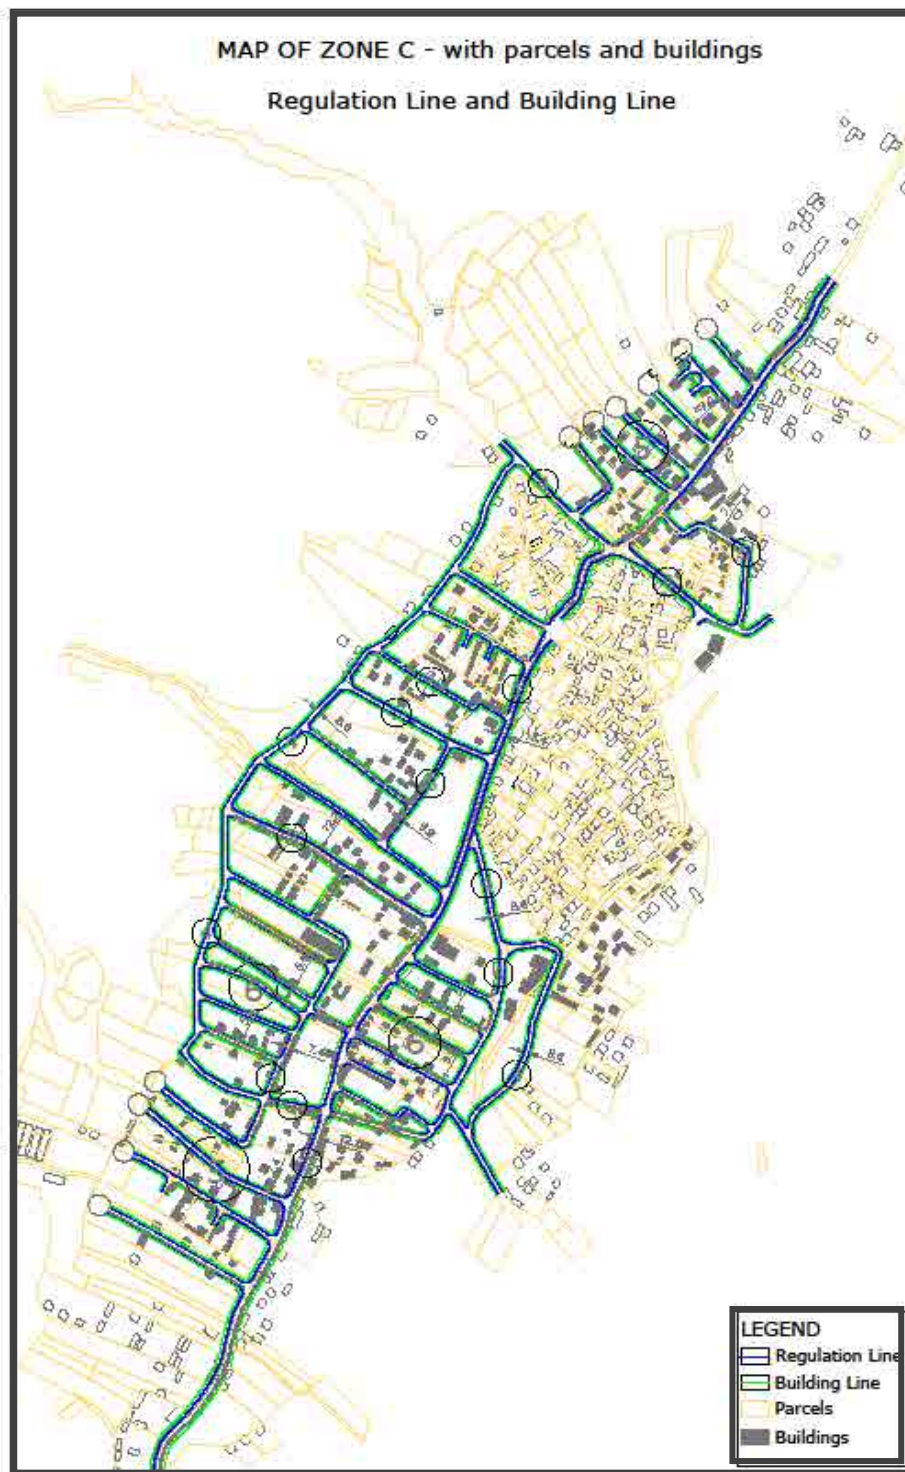 MAP OF ZONE C - with parcels and buildings
Regulation Line and Building Line
LEGEND
Regulation Line
Building Line
Parcels
Buildings